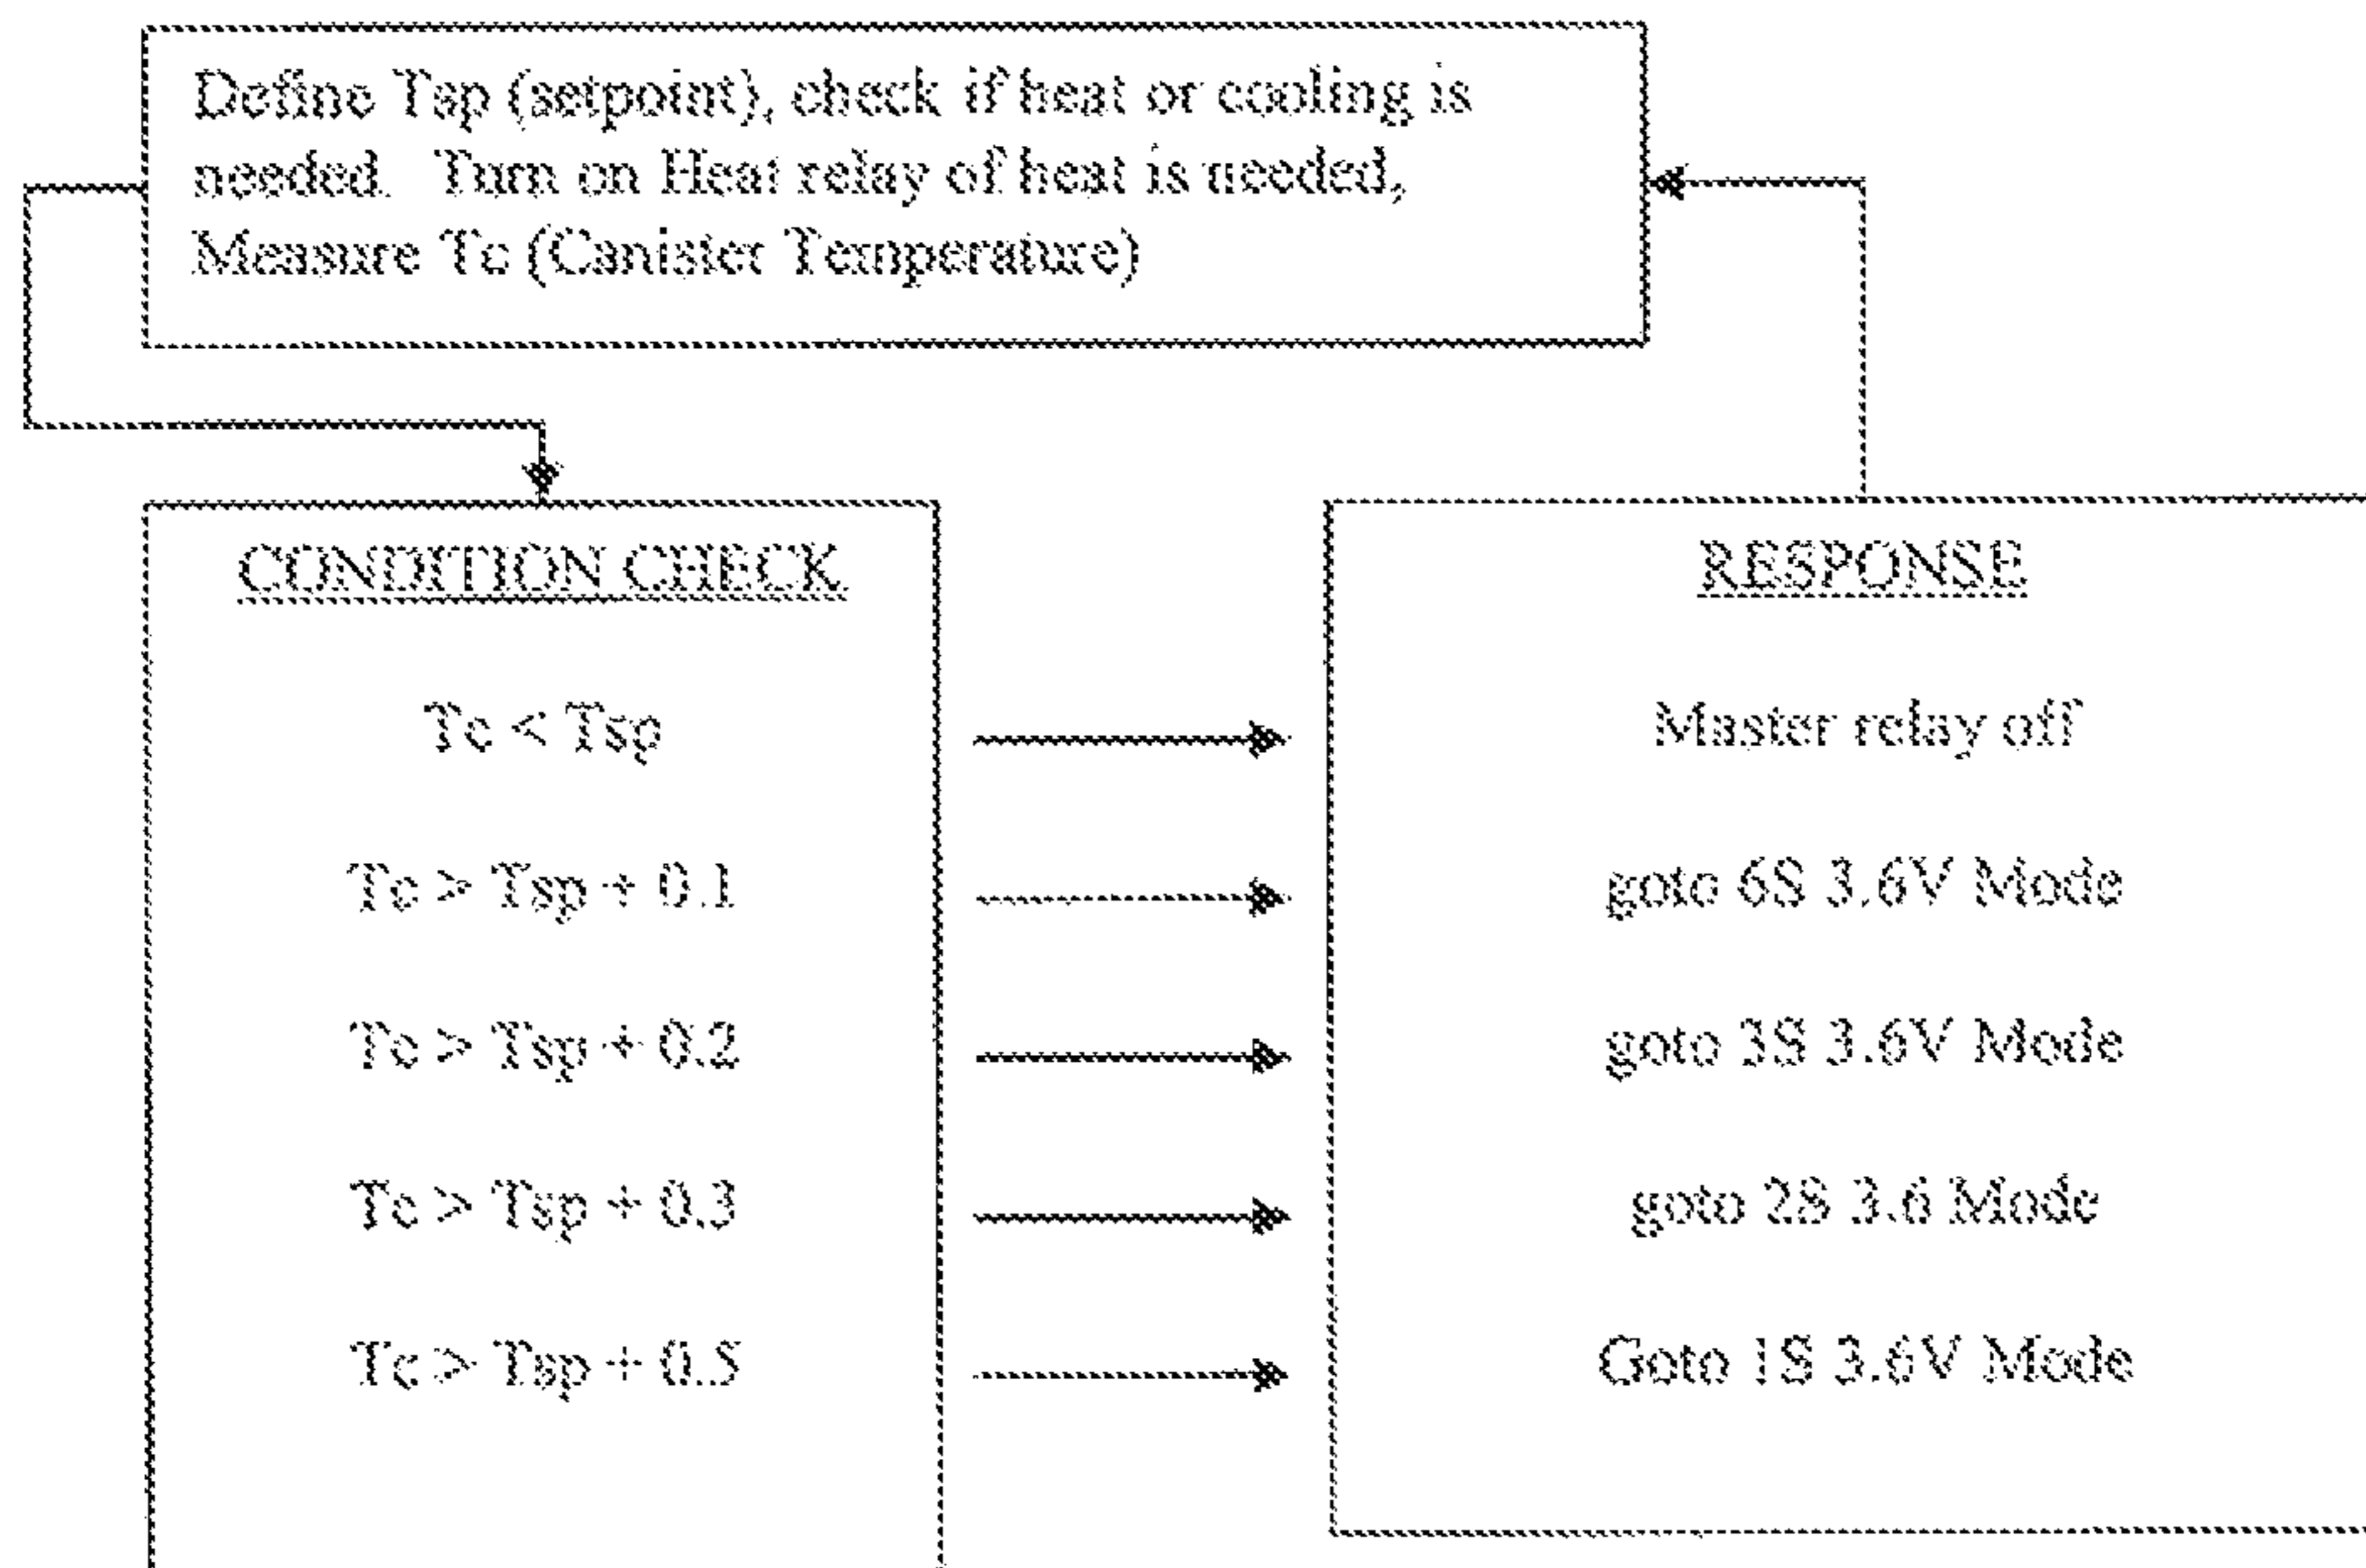 Define Tsp (setpoint), check if heat or cooling is
needed. Turn on Heat relay of heat is needed,
Measure Tc (Canister Temperature)
CONDITION CHECK
Tc < Tsp
Tc > Tsp + 0.1
Tc > Tsp + 0.2
Tc > Tsp + 0.3
Tc > Tsp + 0.5
RESPONSE
Master relay off
goto 6S 3.6V Mode
goto 3S 3.6V Mode
goto 2S 3.6 Mode
Goto 1S 3.6V Mode